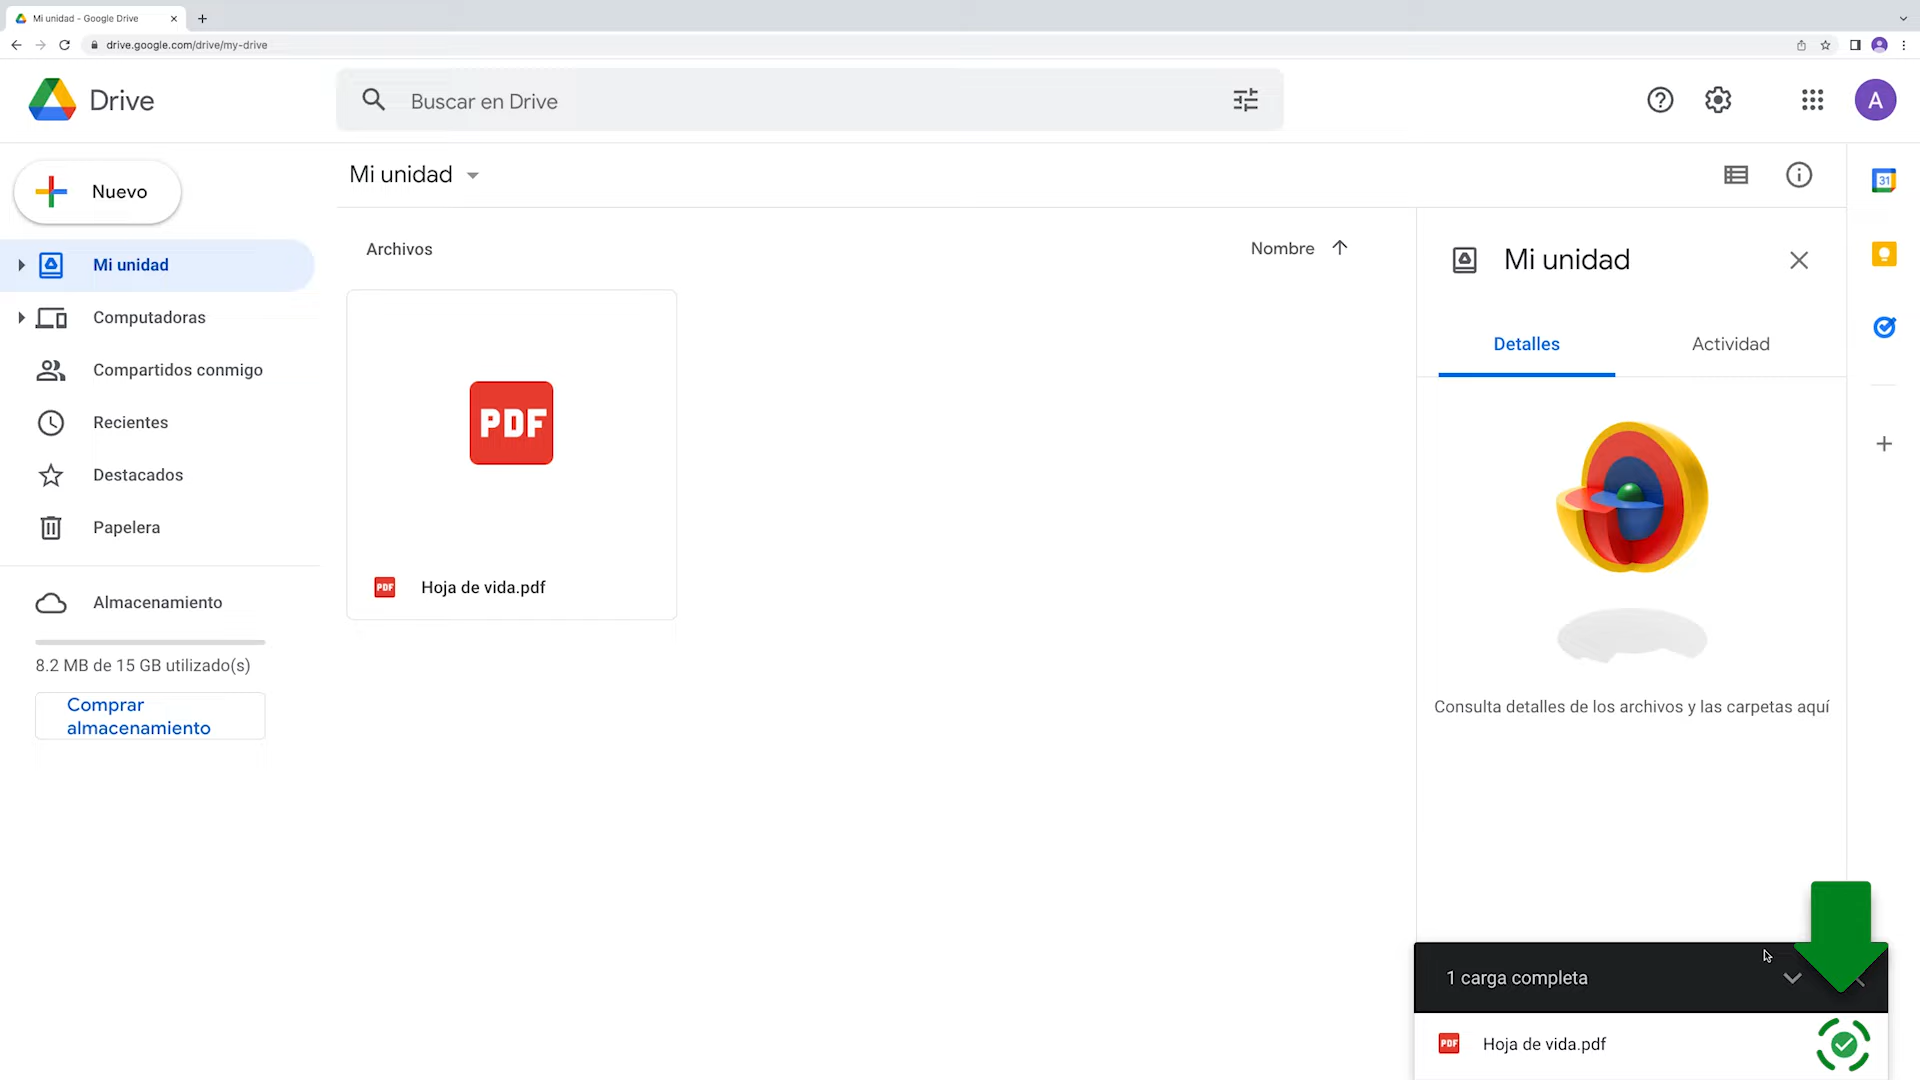 Mi unidad - Google Drive
drive.google.com/drive/my-drive
Drive
Buscar en Drive
A
Nuevo
Mi unidad
31
Mi unidad
Computadoras
Compartidos conmigo
Recientes
Destacados
Papelera
Almacenamiento
8.2 MB de 15 GB utilizado(s)
Comprar
almacenamiento
Archivos
Nombre
PDF
PDF Hoja de vida.pdf
Mi unidad
Detalles
Actividad
Consulta detalles de los archivos y las carpetas aquí
1 carga completa
PDF Hoja de vida.pdf